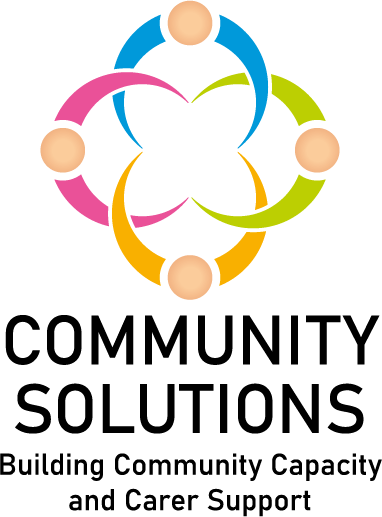 COMMUNITY
SOLUTIONS
Building Community Capacity
and Carer Support